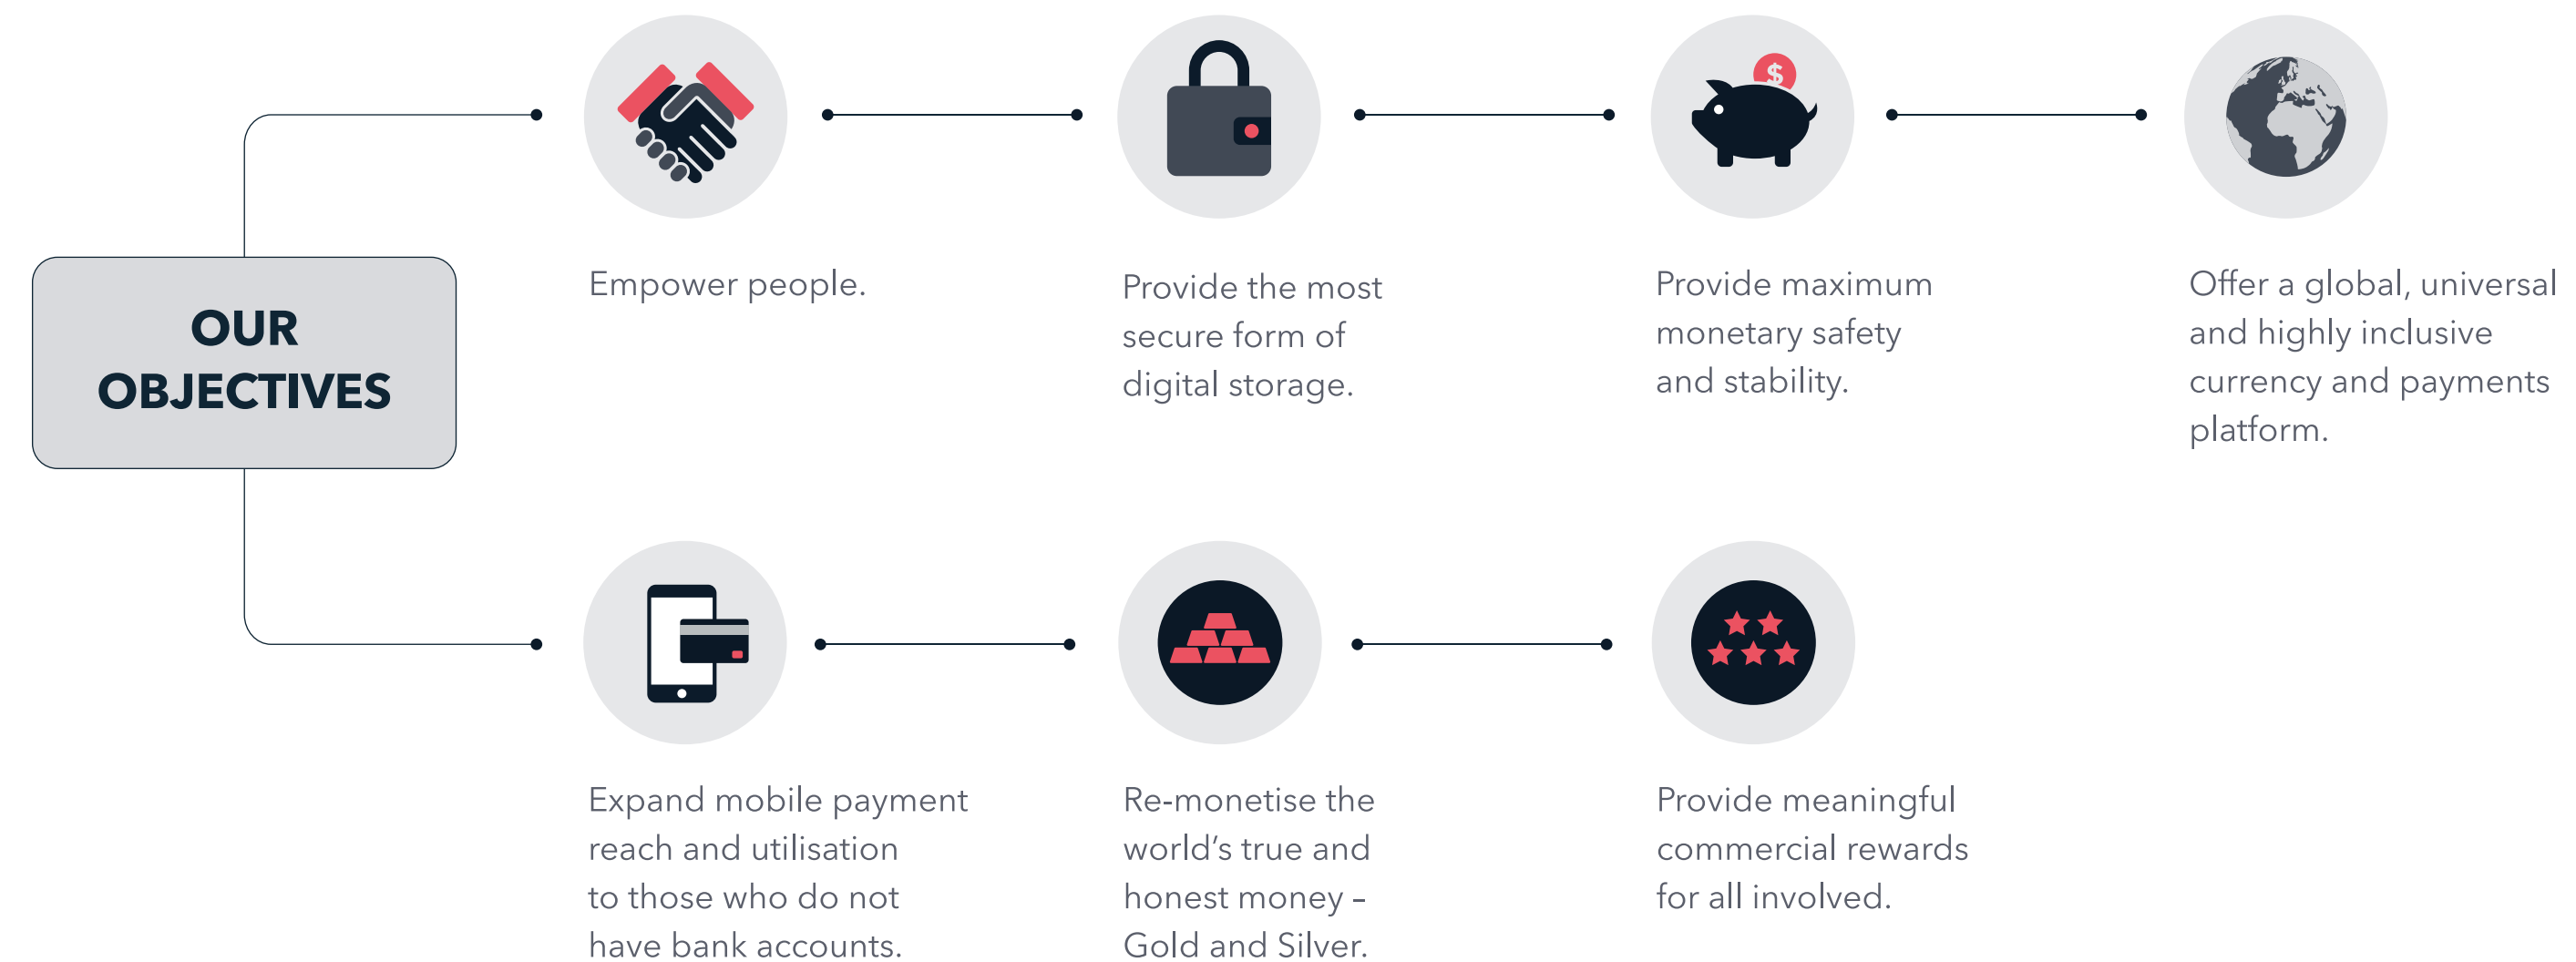 OUR
OBJECTIVES
$
Empower people.
Provide the most
secure form of
digital storage.
Provide maximum
monetary safety
and stability.
Offer a global, universal
and highly inclusive
currency and payments
platform.
Expand mobile payment
reach and utilisation
to those who do not
have bank accounts.
Re-monetise the
world’s true and
honest money –
Gold and Silver.
Provide meaningful
commercial rewards
for all involved.